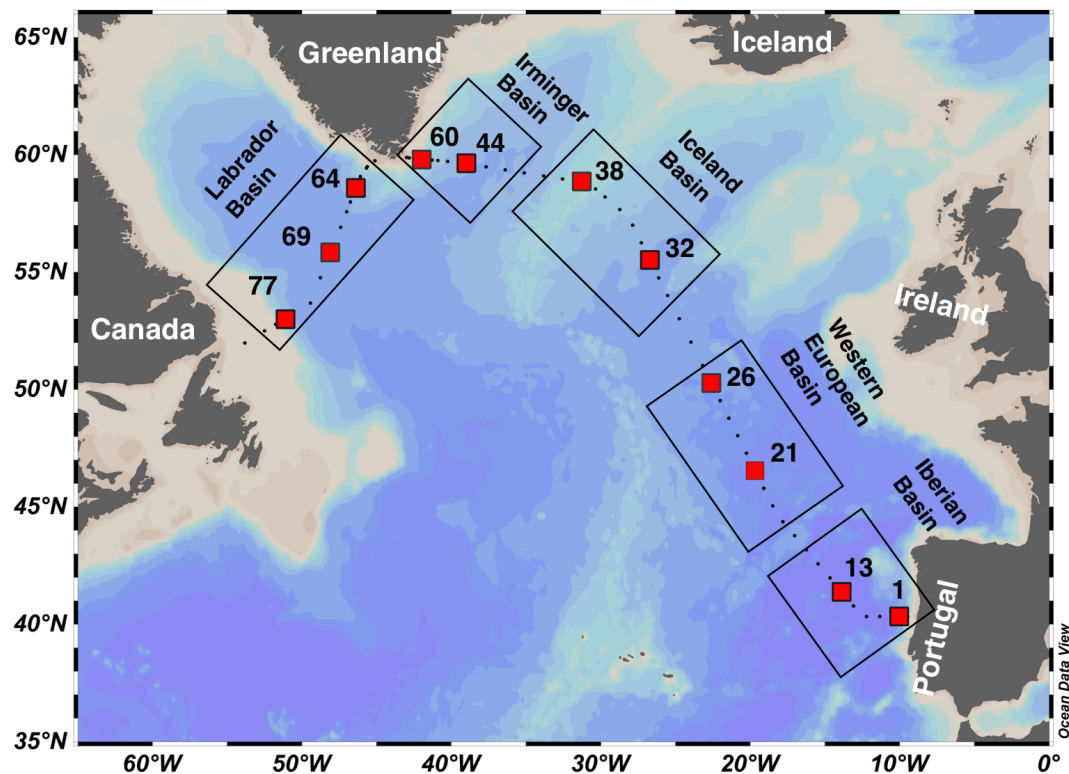 65°N
60°N
55°N
50°N
45°N
40°N
35°N
60°W
50°W
40°W
30°W
20°W
10°W
0°
Greenland
Iceland
Irminger
Basin
Iceland
Basin
Labrador
Basin
60
44
38
64
69
32
77
Canada
Ireland
Western
European
Basin
26
21
Iberian
Basin
13
1
Portugal
Ocean Data View